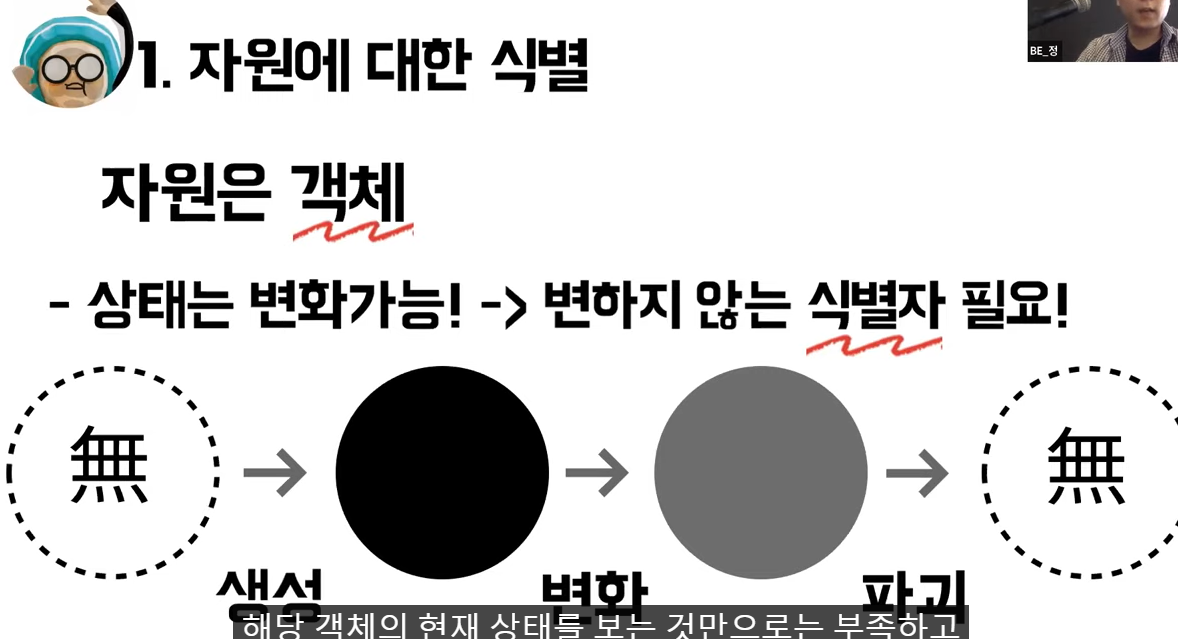 1. 자원에 대한 식별
BE_정
자원은 객체
- 상태는 변화가능! -> 변하지 않는 식별자 필요!
無 無
생성 변화 파괴
해당 객체의 현재 상태를 보는 것만으로는 부족하고